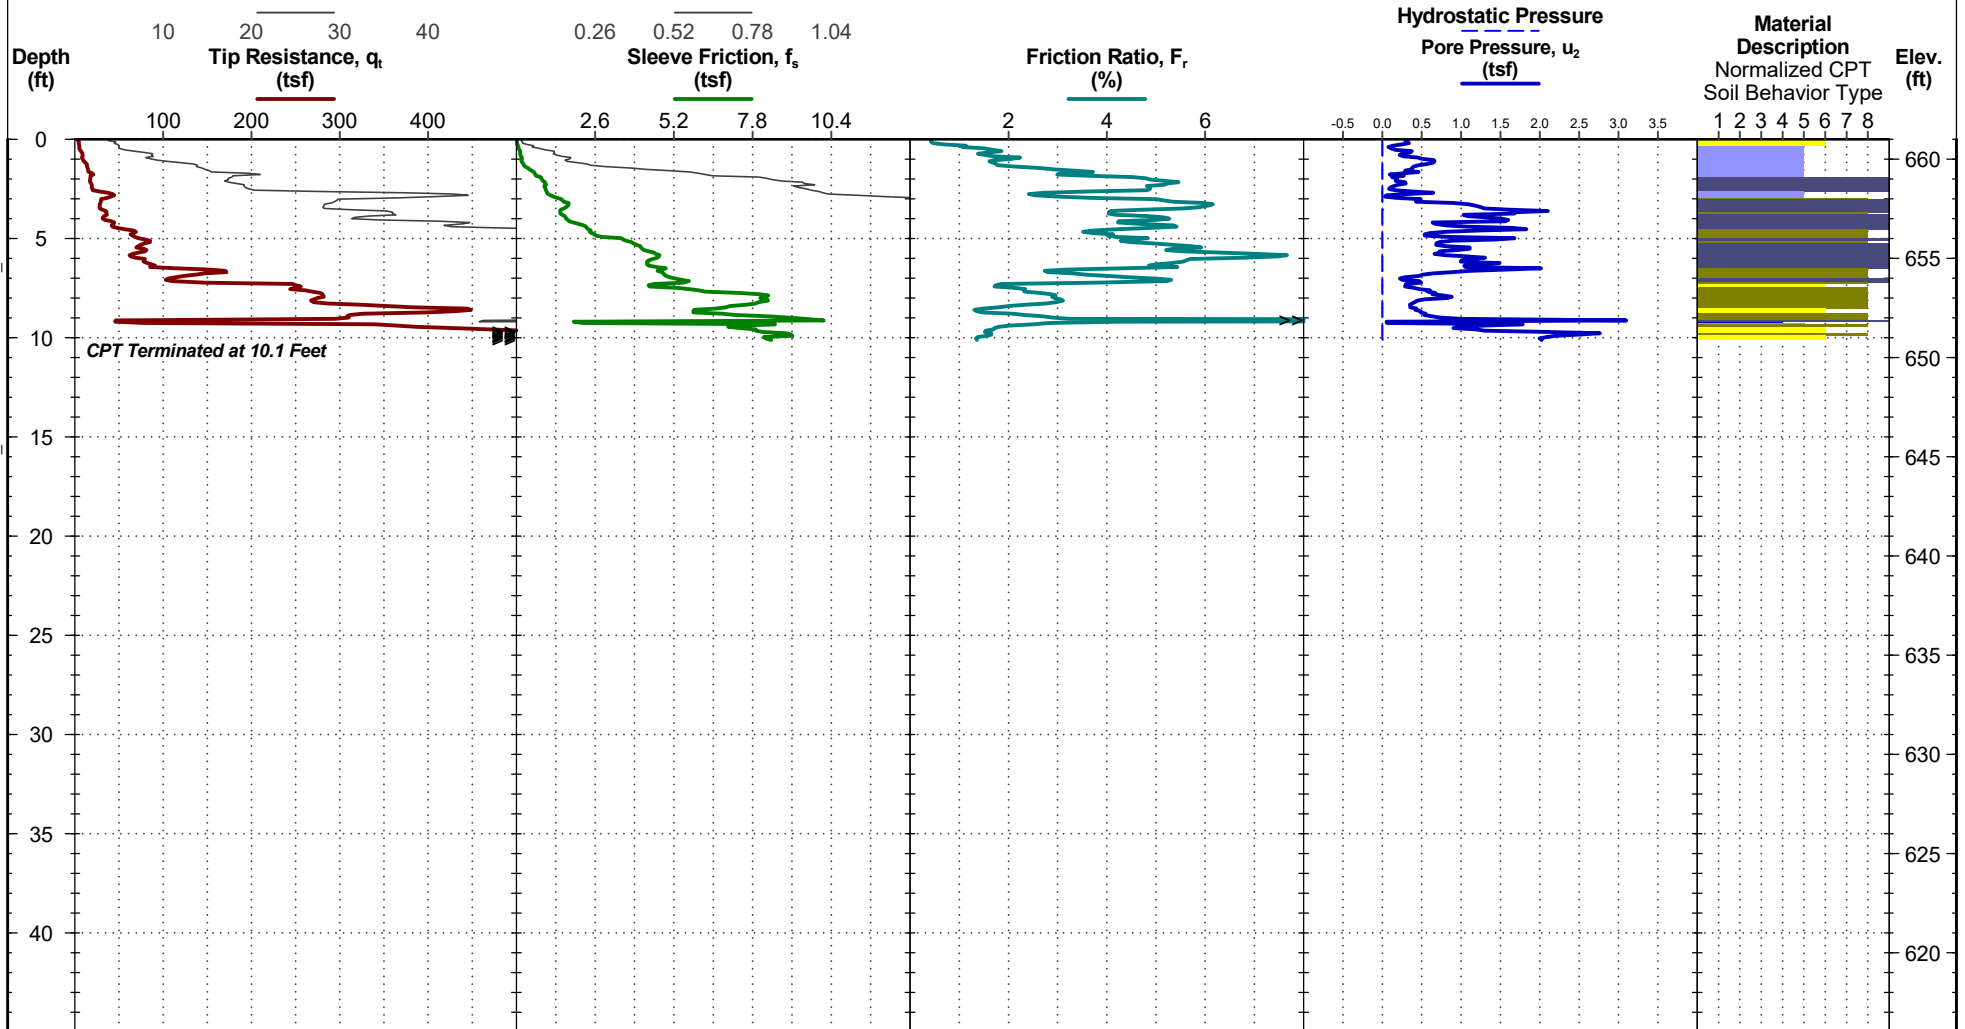 10 20 30 40
0.26 0.52 0.78 1.04
Hydrostatic Pressure
Depth
(ft)
Tip Resistance, qt
(tsf)
Sleeve Friction, fs
(tsf)
Friction Ratio, Fr
(%)
Pore Pressure, u2
(tsf)
Material
Description
Normalized CPT
Soil Behavior Type
Elev.
(ft)
100 200 300 400
2.6 5.2 7.8 10.4
2 4 6
-0.5 0.0 0.5 1.0 1.5 2.0 2.5 3.0 3.5
1 2 3 4 5 6 7 8
0
5
10
15
20
25
30
35
40
>>
CPT Terminated at 10.1 Feet
660
655
650
645
640
635
630
625
620